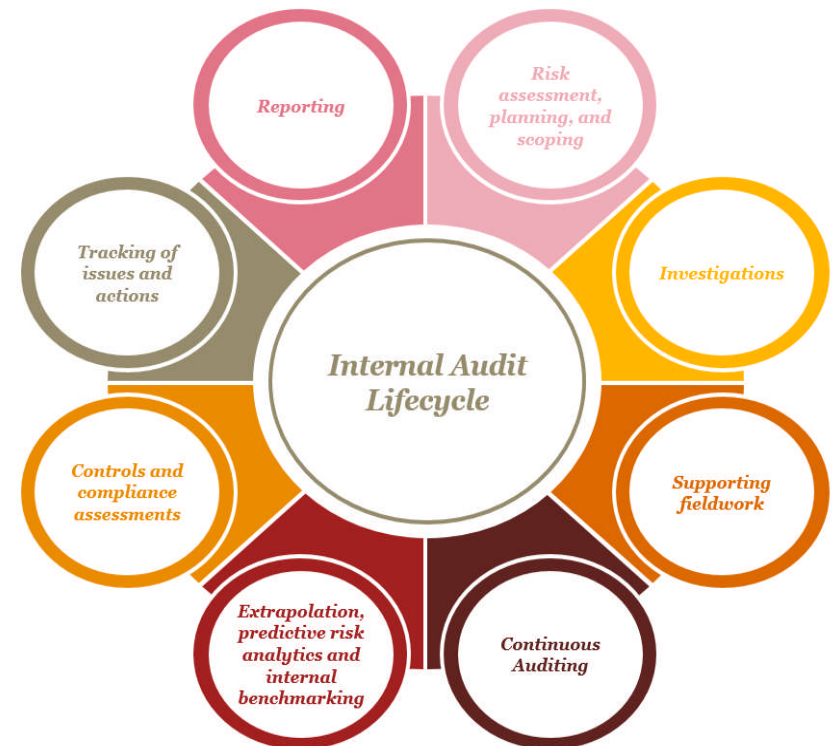 Reporting
Risk
assessment,
planning, and
scoping
Tracking of
issues and
actions
Investigations
Internal Audit
Lifecycle
Controls and
compliance
assessments
Supporting
fieldwork
Extrapolation,
predictive risk
analytics and
internal
benchmarking
Continuous
Auditing